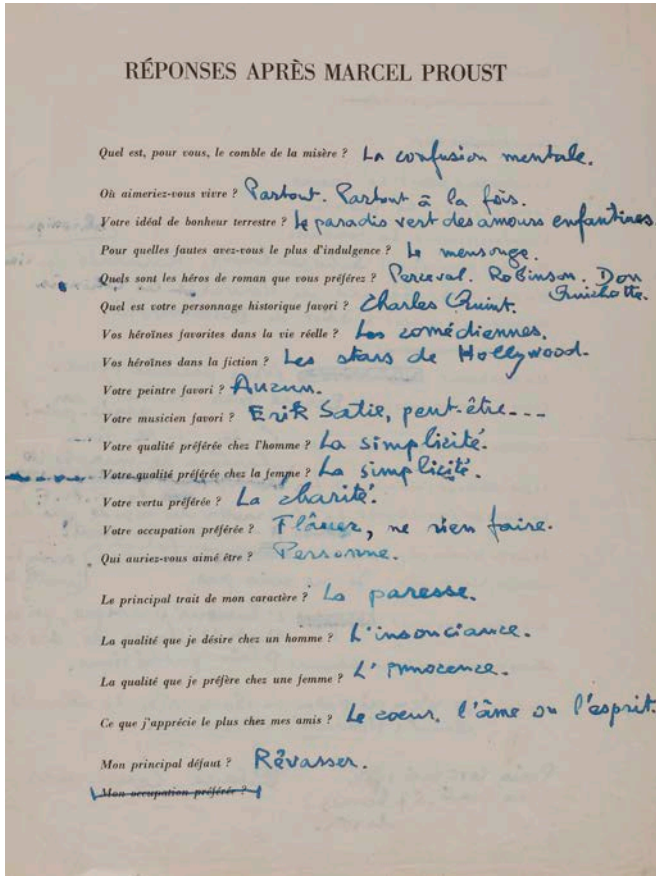 RÉPONSES APRÈS MARCEL PROUST
Quel est, pour vous, le comble de la misère ? La confusion mentale.
Où aimeriez-vous vivre ? Partout. Partout à la fois.
Votre idéal de bonheur terrestre ? Le paradis vert des amours enfantines
Pour quelles fautes avez-vous le plus d'indulgence ? Le mensonge.
Quels sont les héros de roman que vous préférez ? Perceval. Robinson. Don
Quichotte.
Quel est votre personnage historique favori ? Charles Quint.
Vos héroïnes favorites dans la vie réelle ? Les comédiennes.
Vos héroïnes dans la fiction ? Les stars de Hollywood.
Votre peintre favori ? Aucun.
Votre musicien favori ? Erik Satie, peut-être...
Votre qualité préférée chez l'homme ? La simplicité.
Votre qualité préférée chez la femme ? La simplicité.
Votre vertu préférée ? La charité.
Votre occupation préférée ? Flâner, ne rien faire.
Qui auriez-vous aimé être ? Personne.
Le principal trait de mon caractère ? La paresse.
La qualité que je désire chez un homme ? L'insouciance.
La qualité que je préfère chez une femme ? L'innocence.
Ce que j'apprécie le plus chez mes amis ? Le coeur, l'âme ou l'esprit.
Mon principal défaut ? Rêvasser.
Mon occupation préférée ?